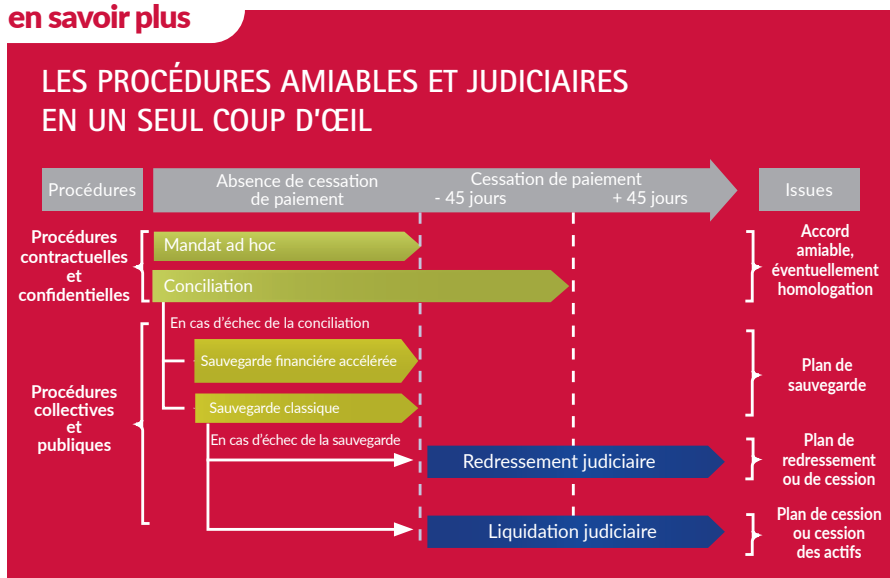 en savoir plus
LES PROCÉDURES AMIABLES ET JUDICIAIRES
EN UN SEUL COUP D'ŒIL
Procédures
Absence de cessation
de paiement
Cessation de paiement
- 45 jours
+ 45 jours
Issues
Procédures
contractuelles
et
confidentielles
Mandat ad hoc
Conciliation
Accord
amiable,
éventuellement
homologation
En cas d'échec de la conciliation
Sauvegarde financiére accélérée
Sauvegarde classique
Plan de
sauvegarde
Procédures
collectives
et
publiques
En cas d'échec de la sauvegarde
Redressement judiciaire
Plan de
redressement
ou de cession
Liquidation judiciaire
Plan de cession
ou cession
des actifs